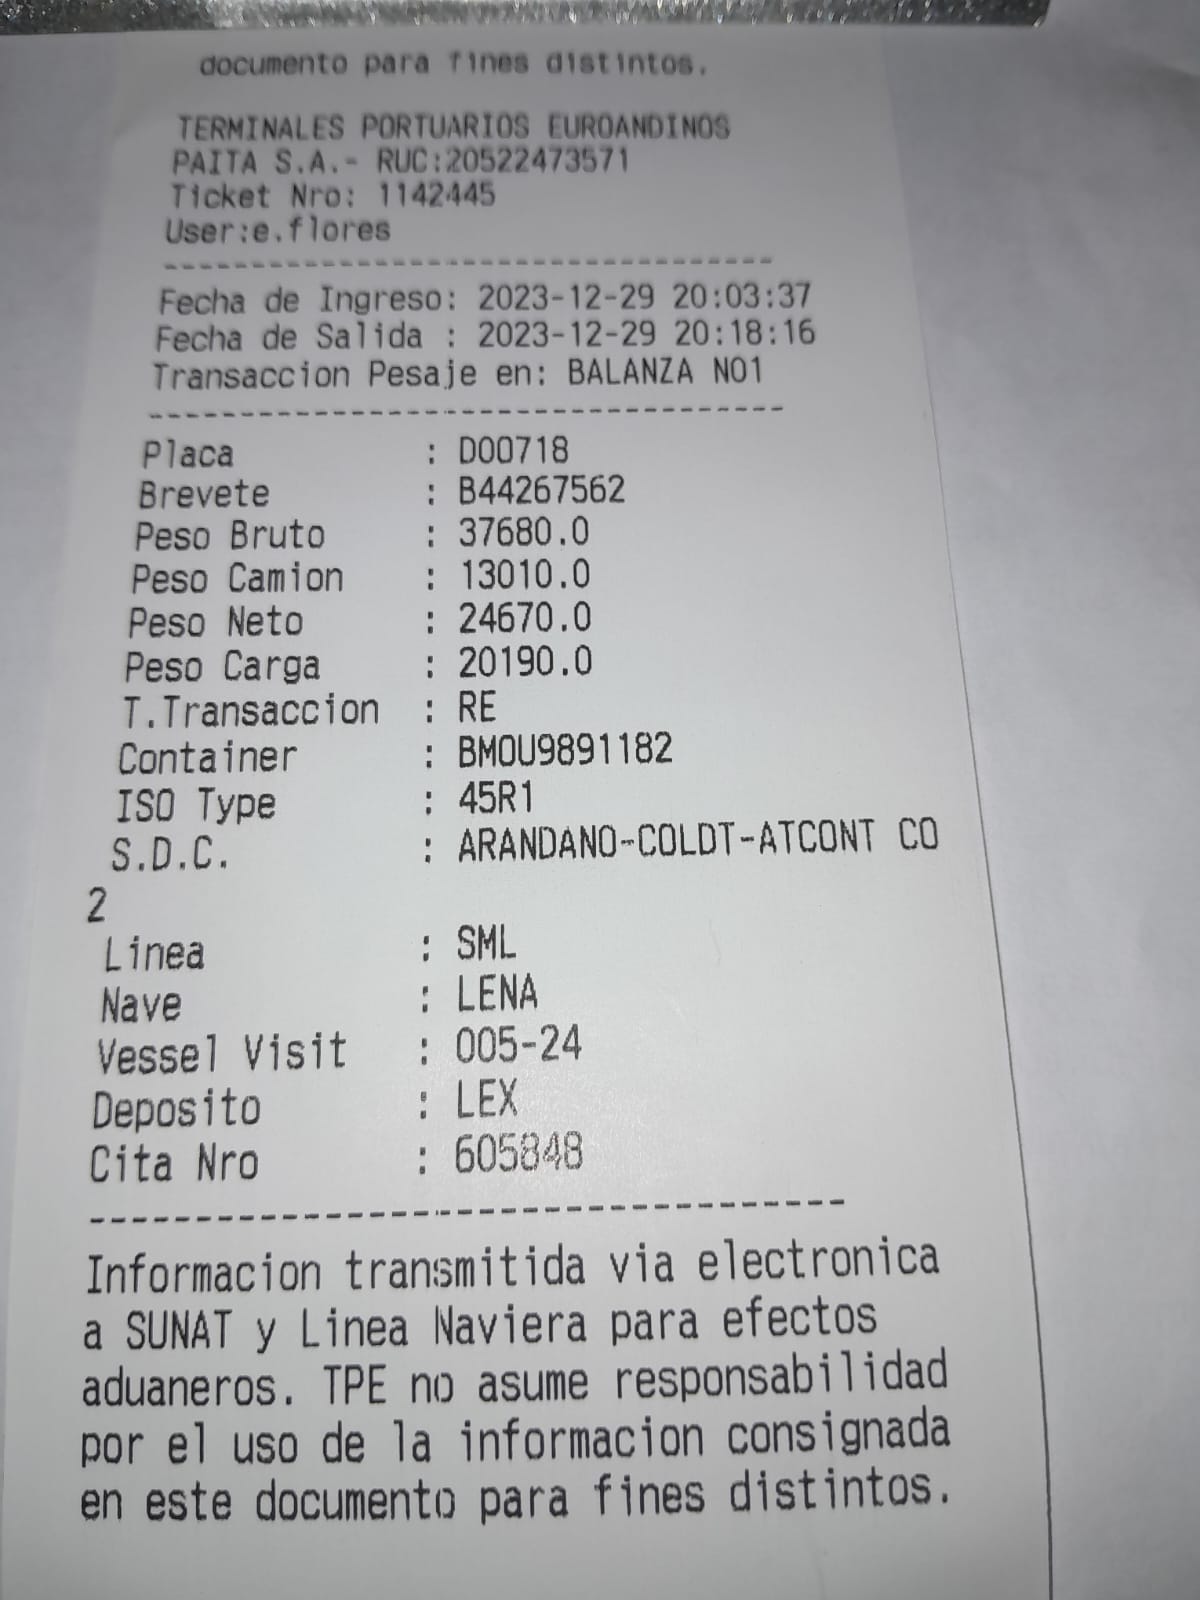 documento para fines distintos.
TERMINALES PORTUARIOS EUROANDINOS
PAITA S.A.- RUC:20522473571
Ticket Nro: 1142445
User:e.flores
-----------------------------------
Fecha de Ingreso: 2023-12-29 20:03:37
Fecha de Salida : 2023-12-29 20:18:16
Transaccion Pesaje en: BALANZA NO1
-----------------------------------
Placa : D00718
Brevete : B44267562
Peso Bruto : 37680.0
Peso Camion : 13010.0
Peso Neto : 24670.0
Peso Carga : 20190.0
T.Transaccion : RE
Container : BMOU9891182
ISO Type : 45R1
S.D.C. : ARANDANO-COLDT-ATCONT CO
2
Linea : SML
Nave : LENA
Vessel Visit : 005-24
Deposito : LEX
Cita Nro : 605848
-----------------------------------
Informacion transmitida via electronica
a SUNAT y Linea Naviera para efectos
aduaneros. TPE no asume responsabilidad
por el uso de la informacion consignada
en este documento para fines distintos.